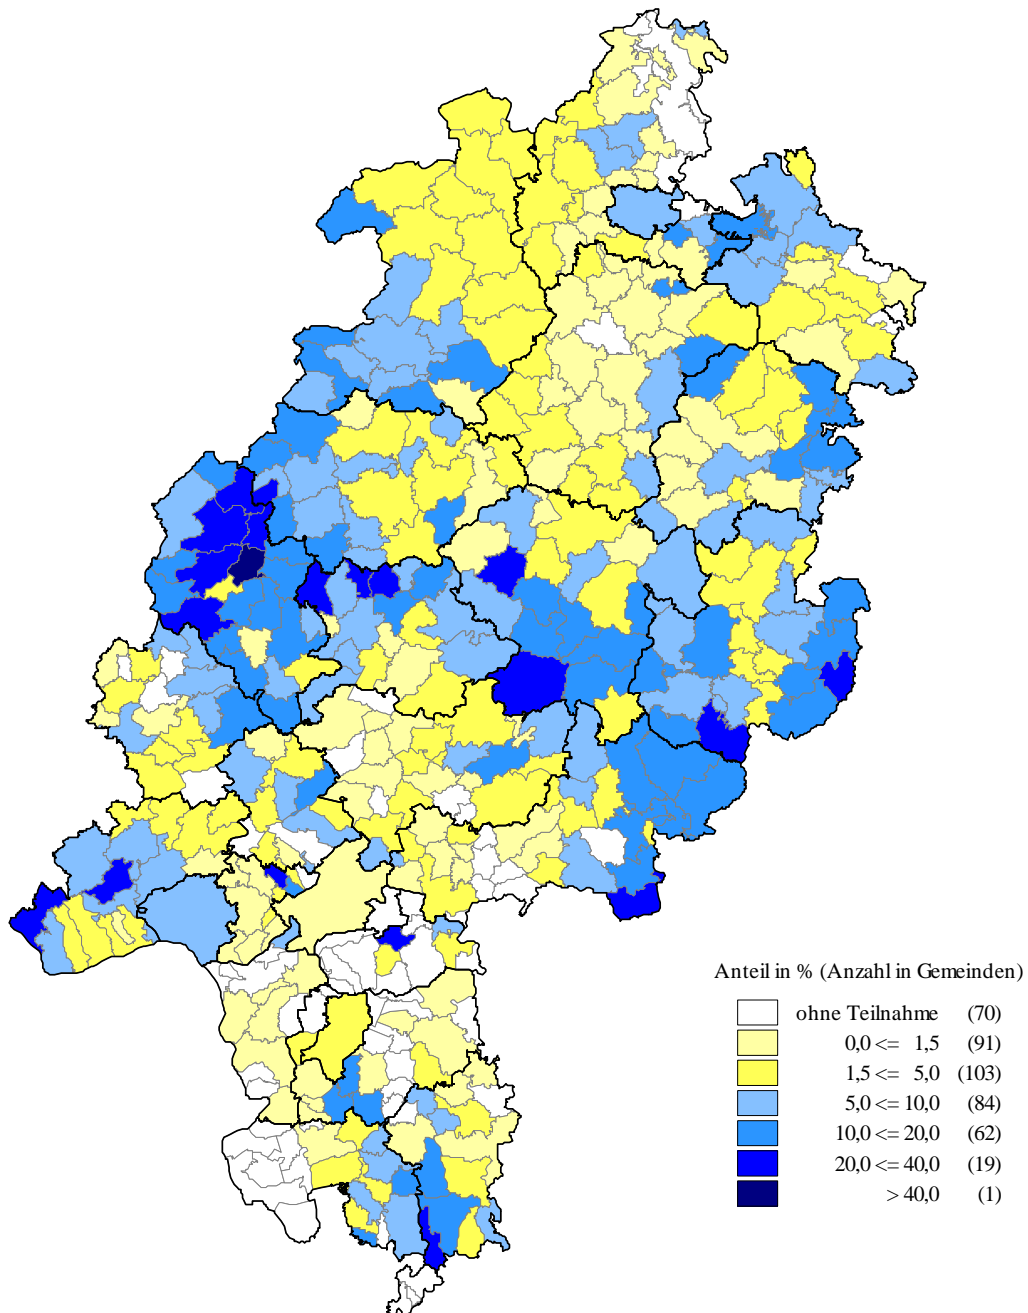 Anteil in % (Anzahl in Gemeinden)
ohne Teilnahme (70)
0,0 <= 1,5 (91)
1,5 <= 5,0 (103)
5,0 <= 10,0 (84)
10,0 <= 20,0 (62)
20,0 <= 40,0 (19)
> 40,0 (1)